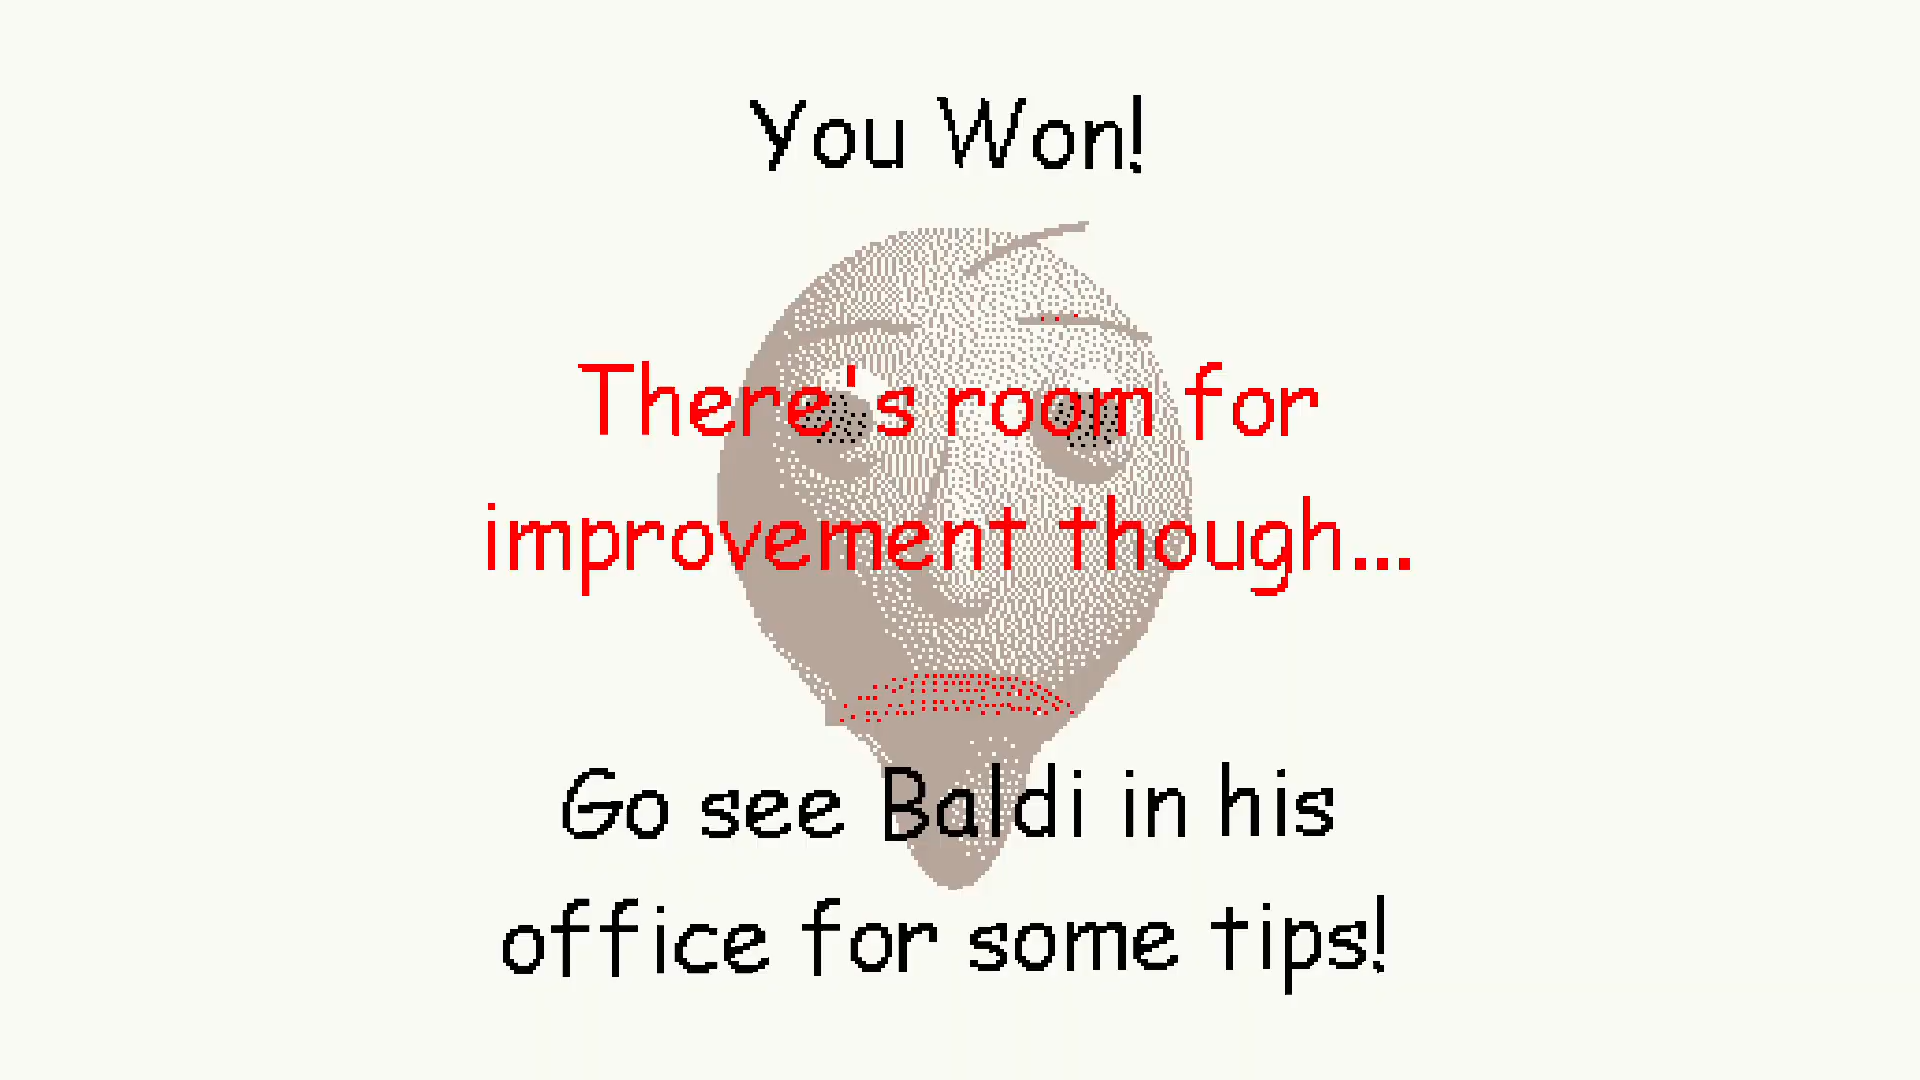 You Won!
There's room for
improvement though...
Go see Baldi in his
office for some tips!